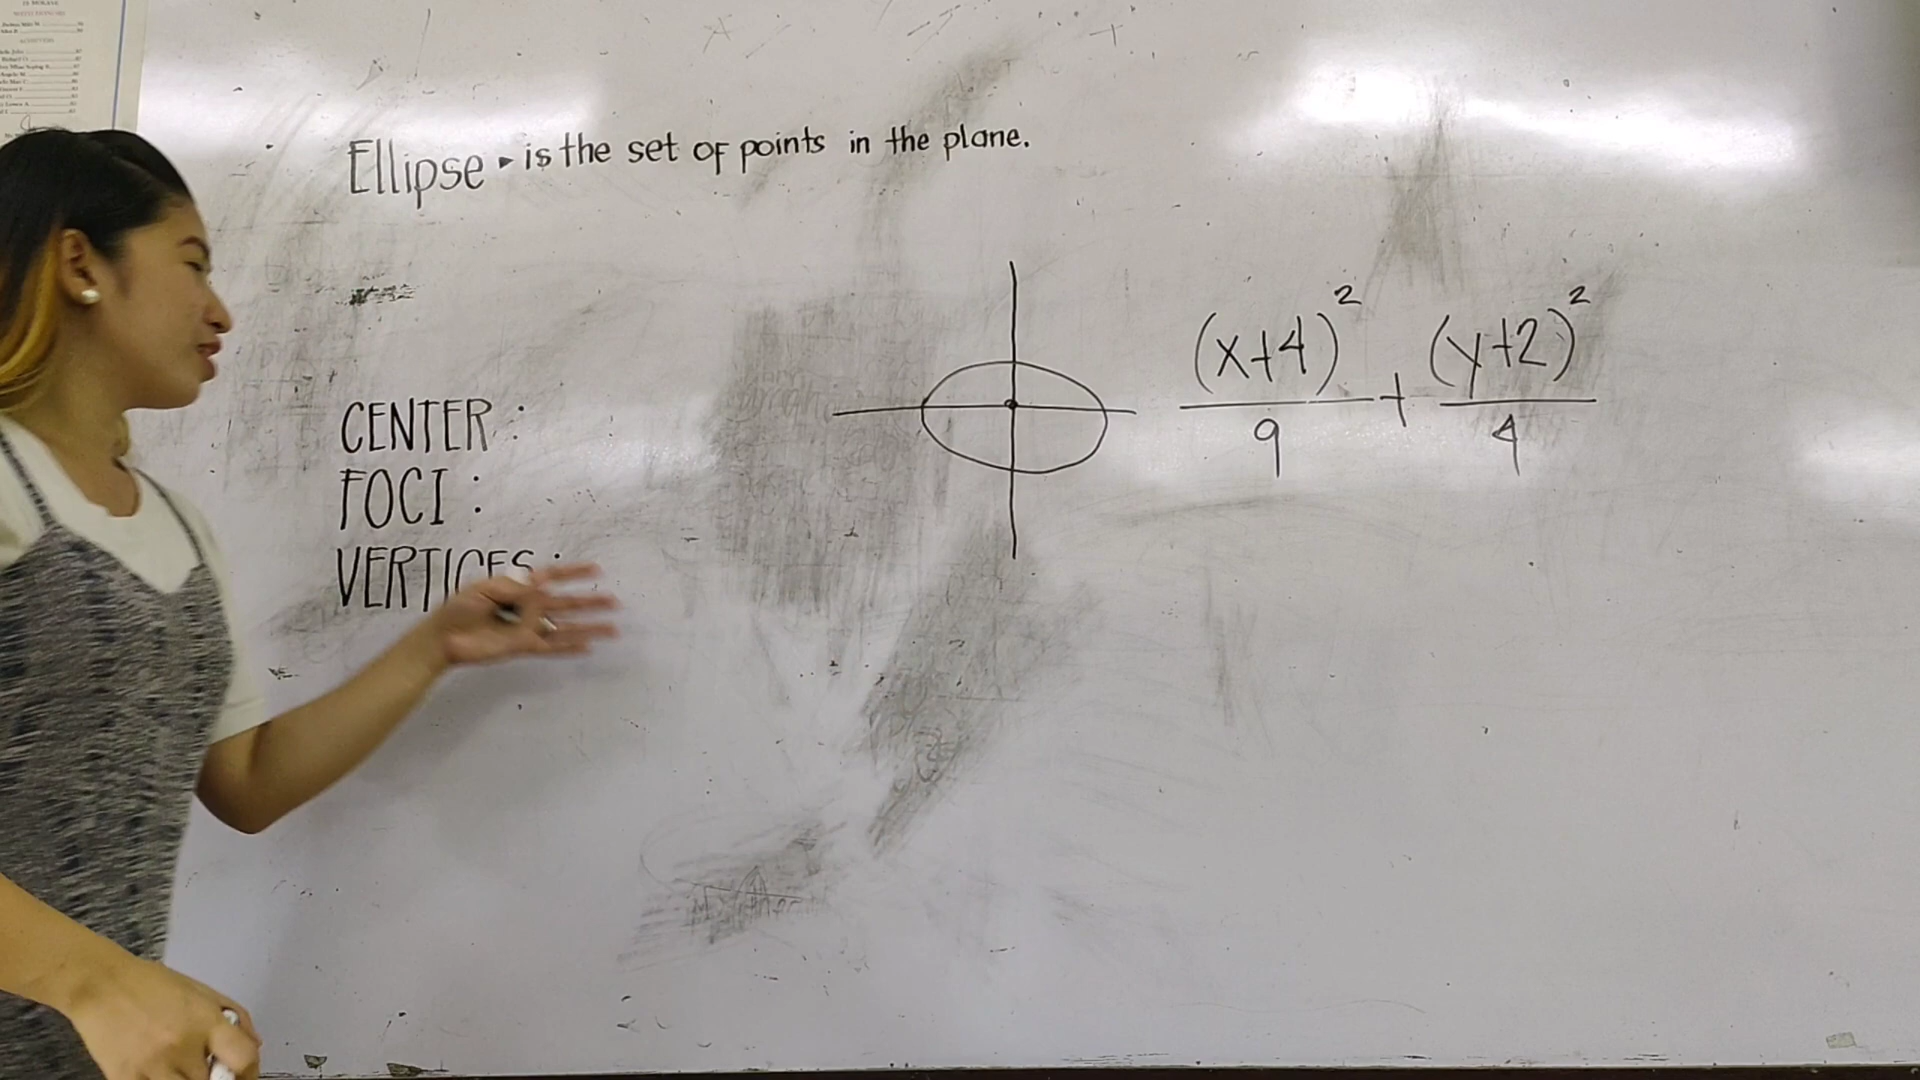 Ellipse ▸ is the set of points in the plane.
(x+4)² / 9 + (y+2)² / 4
CENTER :
FOCI :
VERTICES :